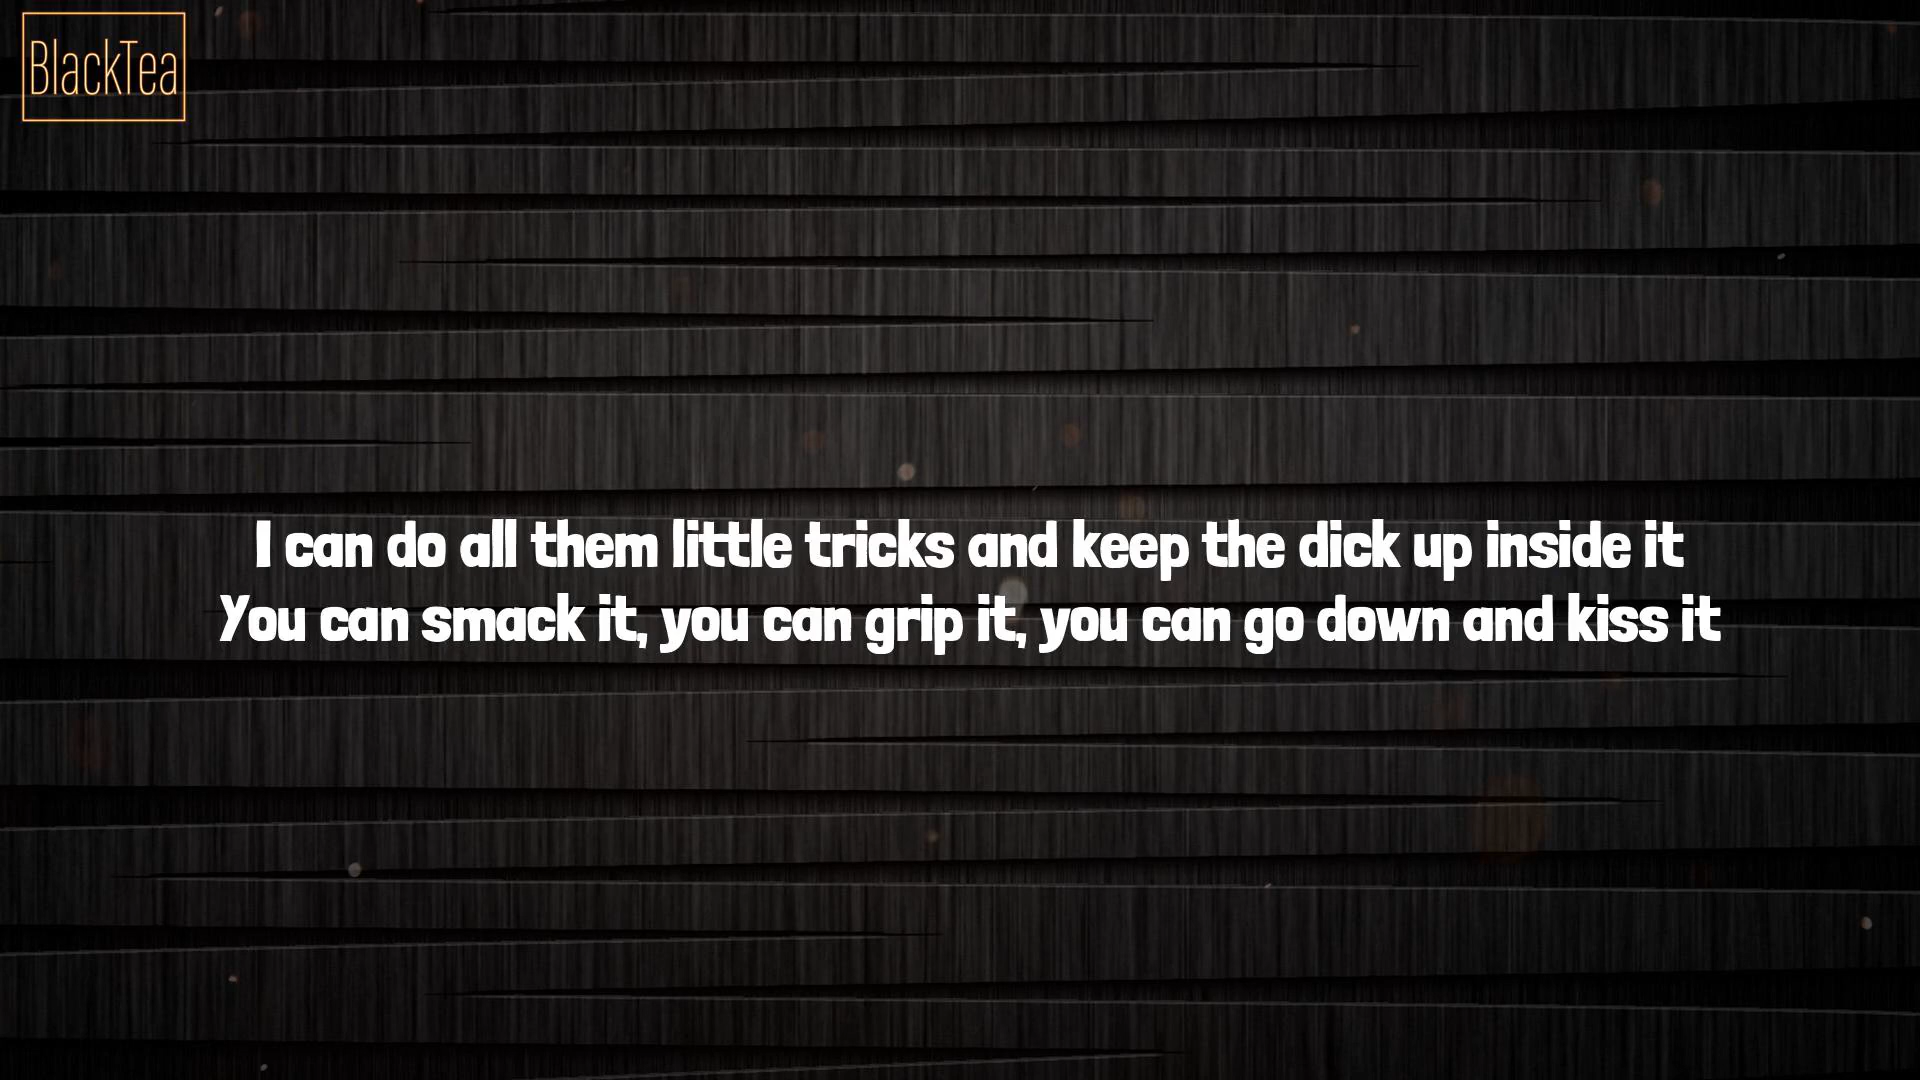 BlackTea
I can do all them little tricks and keep the dick up inside it
You can smack it, you can grip it, you can go down and kiss it